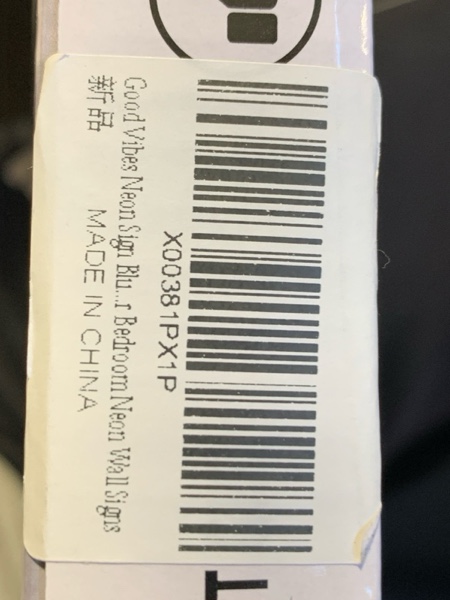 X00381PX1P
Good Vibes Neon Sign Blu...r Bedroom Neon Wall Signs
新品 MADE IN CHINA
T